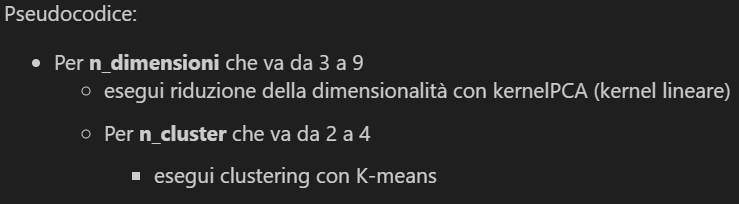 Pseudocodice:
Per n_dimensioni che va da 3 a 9
esegui riduzione della dimensionalità con kernelPCA (kernel lineare)
Per n_cluster che va da 2 a 4
esegui clustering con K-means